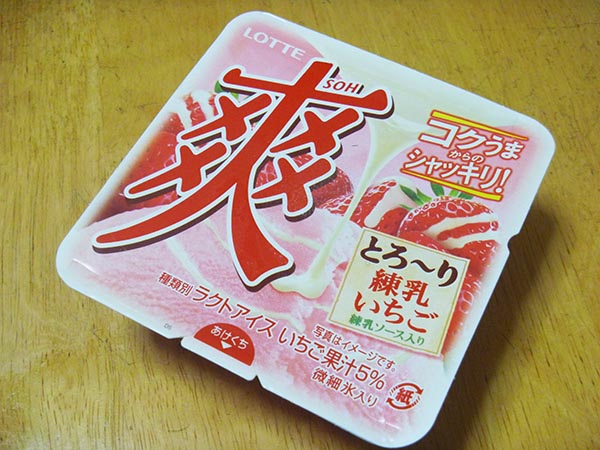 LOTTE
SOH
爽
コクうま
からの
シャッキリ!
とろ〜り
練乳
いちご
練乳ソース入り
種類別 ラクトアイス いちご果汁5%
写真はイメージです。
微細氷入り
あけくち
紙